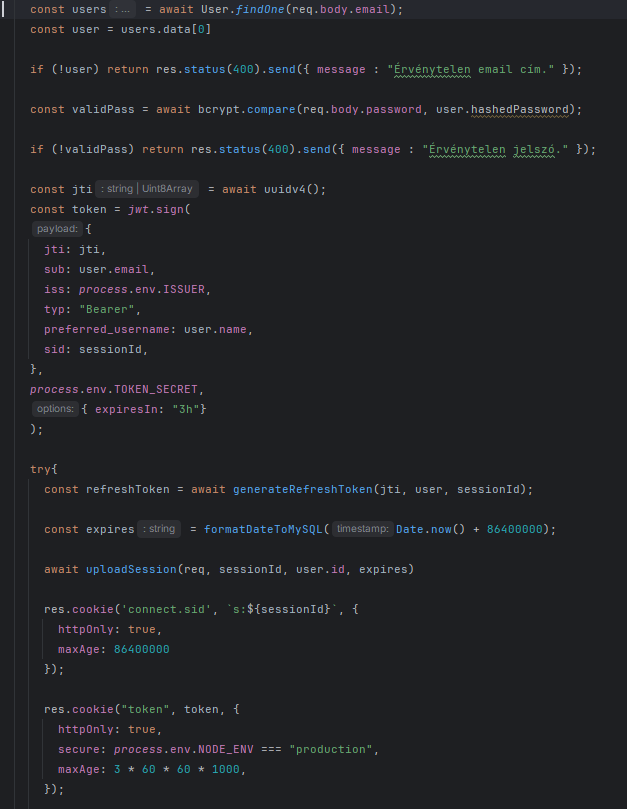 const users : ... = await User.findOne(req.body.email);
const user = users.data[0]
if (!user) return res.status(400).send({ message : "Érvénytelen email cím." });
const validPass = await bcrypt.compare(req.body.password, user.hashedPassword);
if (!validPass) return res.status(400).send({ message : "Érvénytelen jelszó." });
const jti : string | Uint8Array = await uuidv4();
const token = jwt.sign(
payload: {
jti: jti,
sub: user.email,
iss: process.env.ISSUER,
typ: "Bearer",
preferred_username: user.name,
sid: sessionId,
},
process.env.TOKEN_SECRET,
options: { expiresIn: "3h"}
);
try{
const refreshToken = await generateRefreshToken(jti, user, sessionId);
const expires : string = formatDateToMySQL( timestamp: Date.now() + 86400000);
await uploadSession(req, sessionId, user.id, expires)
res.cookie('connect.sid', `s:${sessionId}`, {
httpOnly: true,
maxAge: 86400000
});
res.cookie("token", token, {
httpOnly: true,
secure: process.env.NODE_ENV === "production",
maxAge: 3 * 60 * 60 * 1000,
});